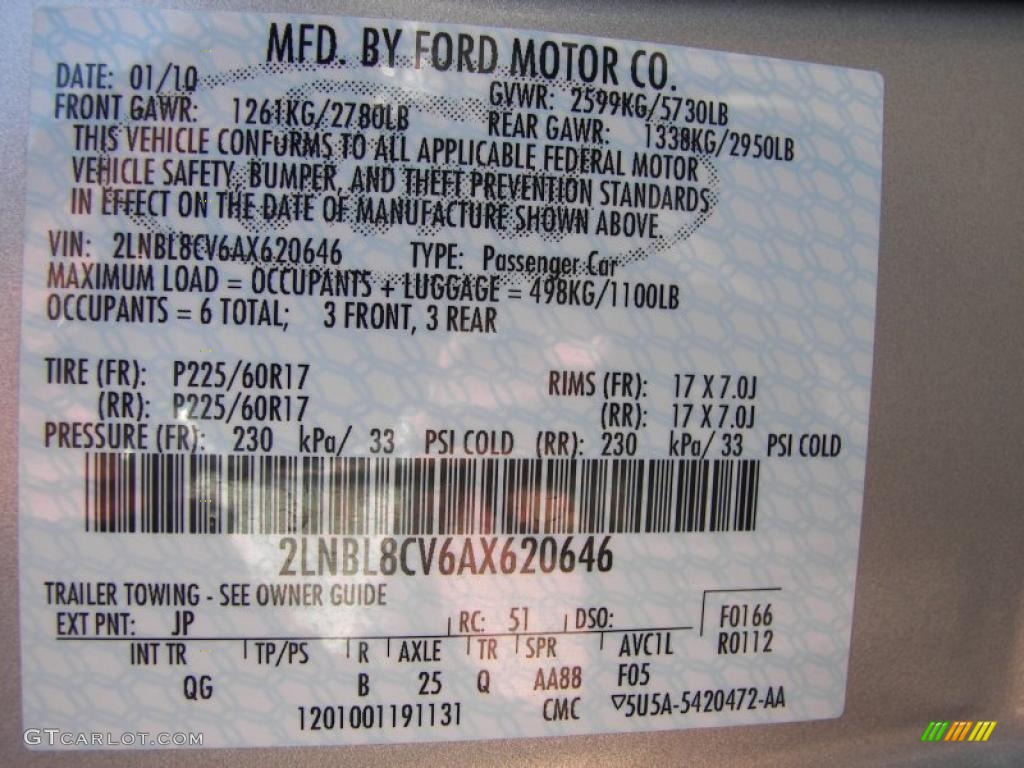 MFD. BY FORD MOTOR CO.
DATE: 01/10 GVWR: 2599KG/5730LB
FRONT GAWR: 1261KG/2780LB REAR GAWR: 1338KG/2950LB
THIS VEHICLE CONFORMS TO ALL APPLICABLE FEDERAL MOTOR
VEHICLE SAFETY, BUMPER, AND THEFT PREVENTION STANDARDS
IN EFFECT ON THE DATE OF MANUFACTURE SHOWN ABOVE.
VIN: 2LNBL8CV6AX620646 TYPE: Passenger Car
MAXIMUM LOAD = OCCUPANTS + LUGGAGE = 498KG/1100LB
OCCUPANTS = 6 TOTAL; 3 FRONT, 3 REAR
TIRE (FR): P225/60R17 RIMS (FR): 17 X 7.0J
(RR): P225/60R17 (RR): 17 X 7.0J
PRESSURE (FR): 230 kPa/ 33 PSI COLD (RR): 230 kPa/ 33 PSI COLD
2LNBL8CV6AX620646
TRAILER TOWING - SEE OWNER GUIDE
EXT PNT: JP RC: 51 DSO: F0166
R0112
INT TR TP/PS R AXLE TR SPR AVC1L
QG B 25 Q AA88 F05
1201001191131 CMC ▽5U5A-5420472-AA
GTCARLOT.COM